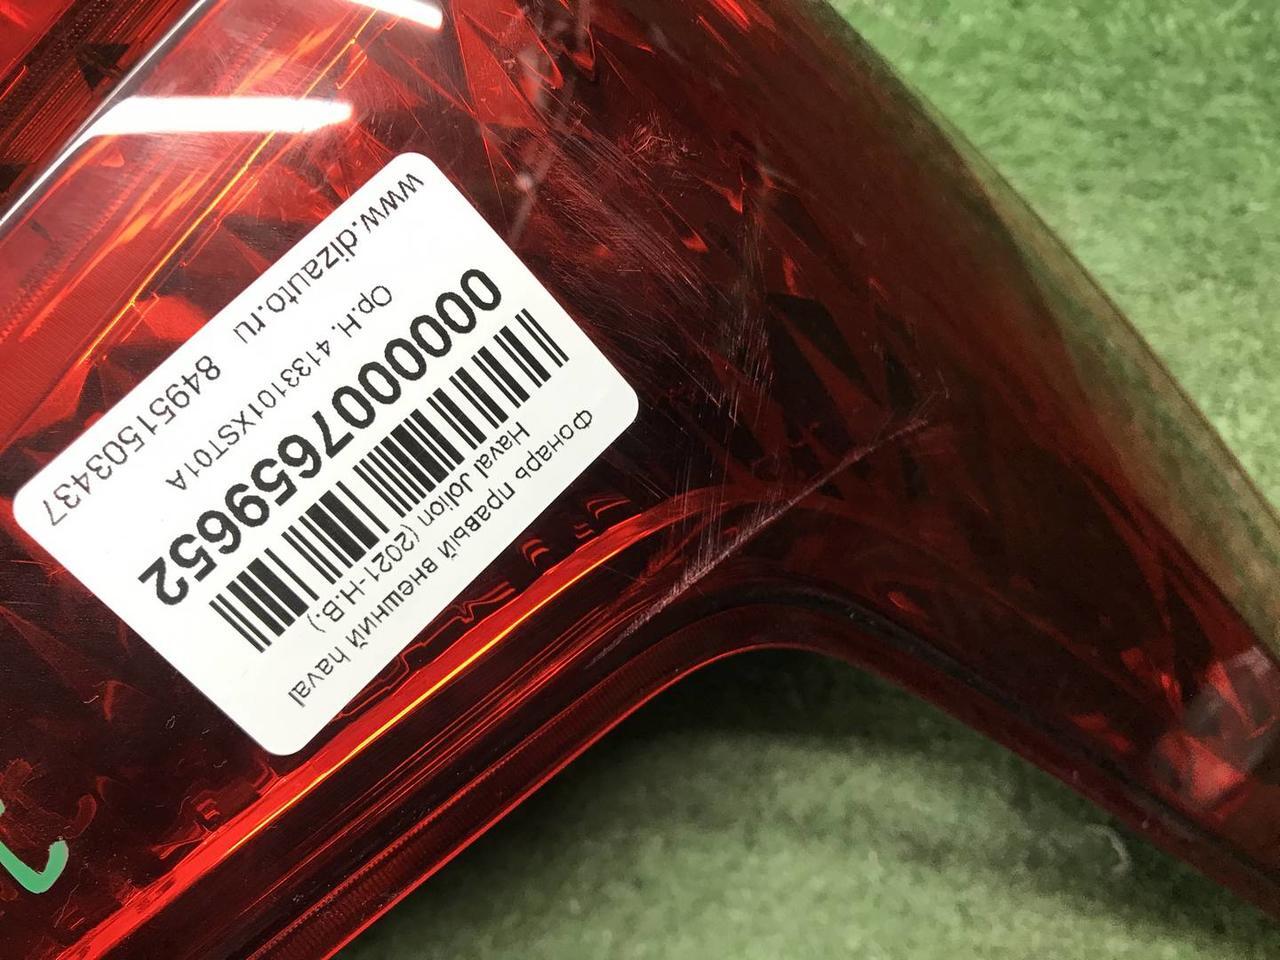 www.dizauto.ru 84951503437
Ор.Н. 4133101XST01A
0000007659652
Фонарь правый внешний haval
Haval Jolion (2021-Н.В.)